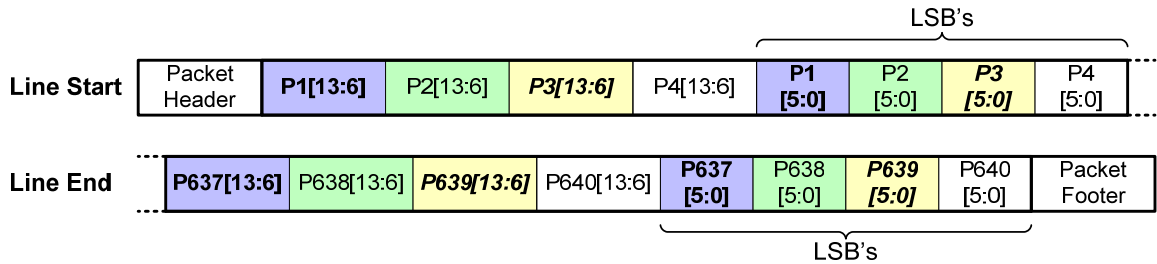 LSB's
Line Start
Packet Header
P1[13:6]
P2[13:6]
P3[13:6]
P4[13:6]
P1 [5:0]
P2 [5:0]
P3 [5:0]
P4 [5:0]
Line End
P637[13:6]
P638[13:6]
P639[13:6]
P640[13:6]
P637 [5:0]
P638 [5:0]
P639 [5:0]
P640 [5:0]
Packet Footer
LSB's